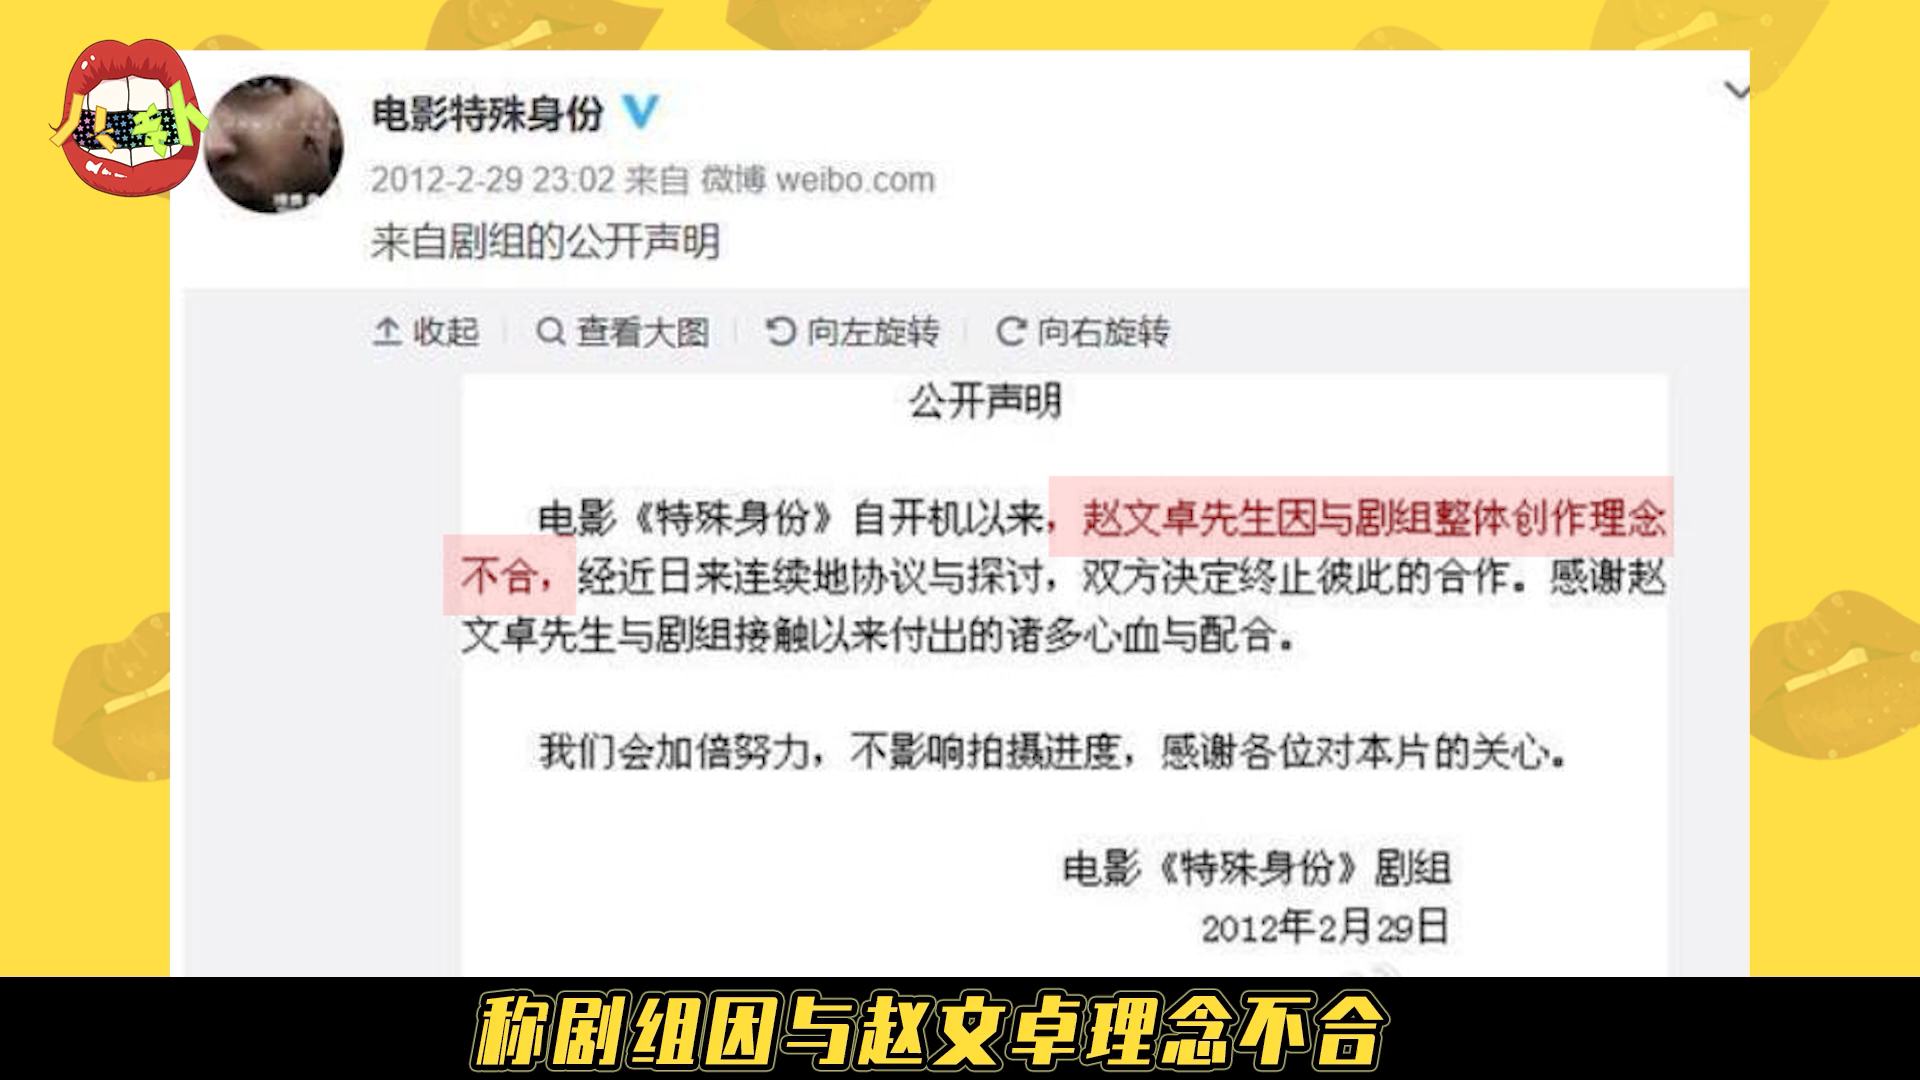 八卦
电影特殊身份
2012-2-29 23:02 来自 微博 weibo.com
来自剧组的公开声明
收起 查看大图 向左旋转 向右旋转
公开声明
电影《特殊身份》自开机以来，赵文卓先生因与剧组整体创作理念
不合，经近日来连续地协议与探讨，双方决定终止彼此的合作。感谢赵
文卓先生与剧组接触以来付出的诸多心血与配合。
我们会加倍努力，不影响拍摄进度，感谢各位对本片的关心。
电影《特殊身份》剧组
2012年2月29日
称剧组因与赵文卓理念不合